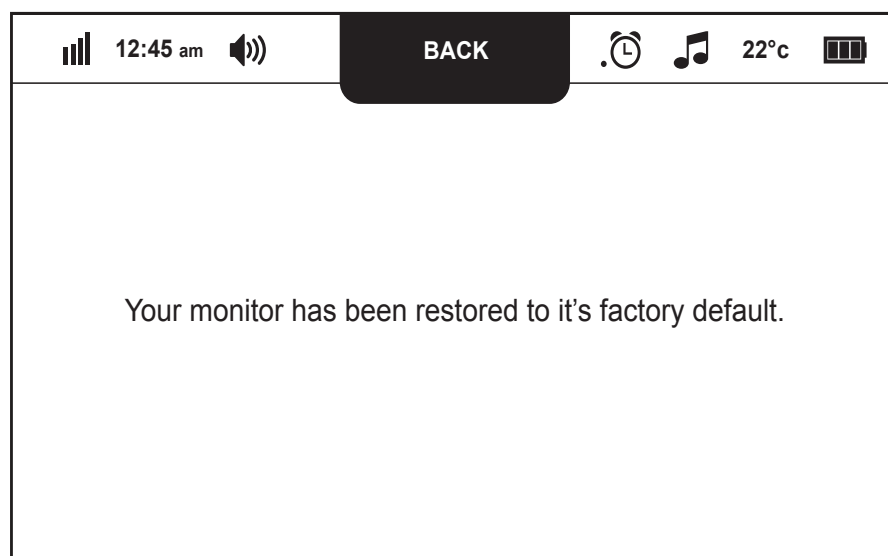 12:45 am BACK 22°c
Your monitor has been restored to it’s factory default.